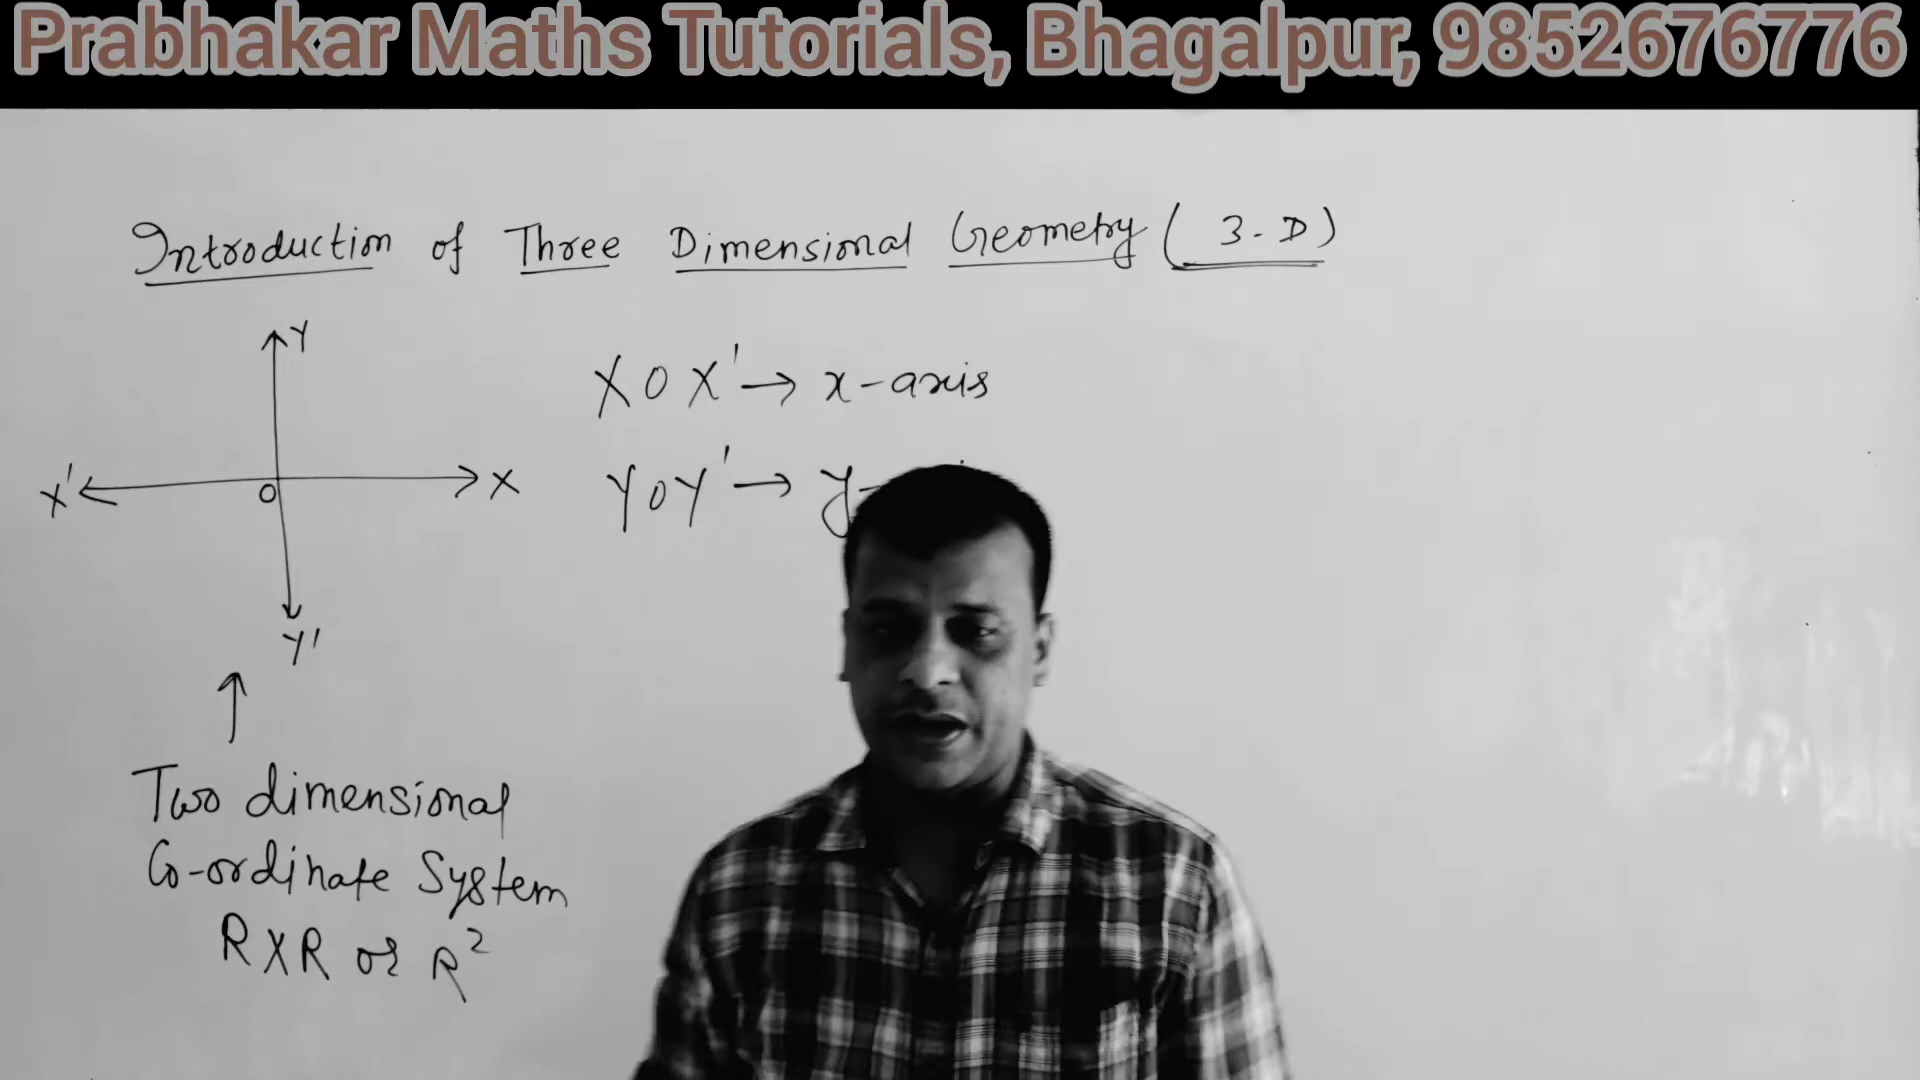 Prabhakar Maths Tutorials, Bhagalpur, 9852676776
Introduction of Three Dimensional Geometry (3-D)
Y
X' O X
Y'
XOX' → x-axis
YOY' → y-
↑
Two dimensional
Co-ordinate System
RXR or R²